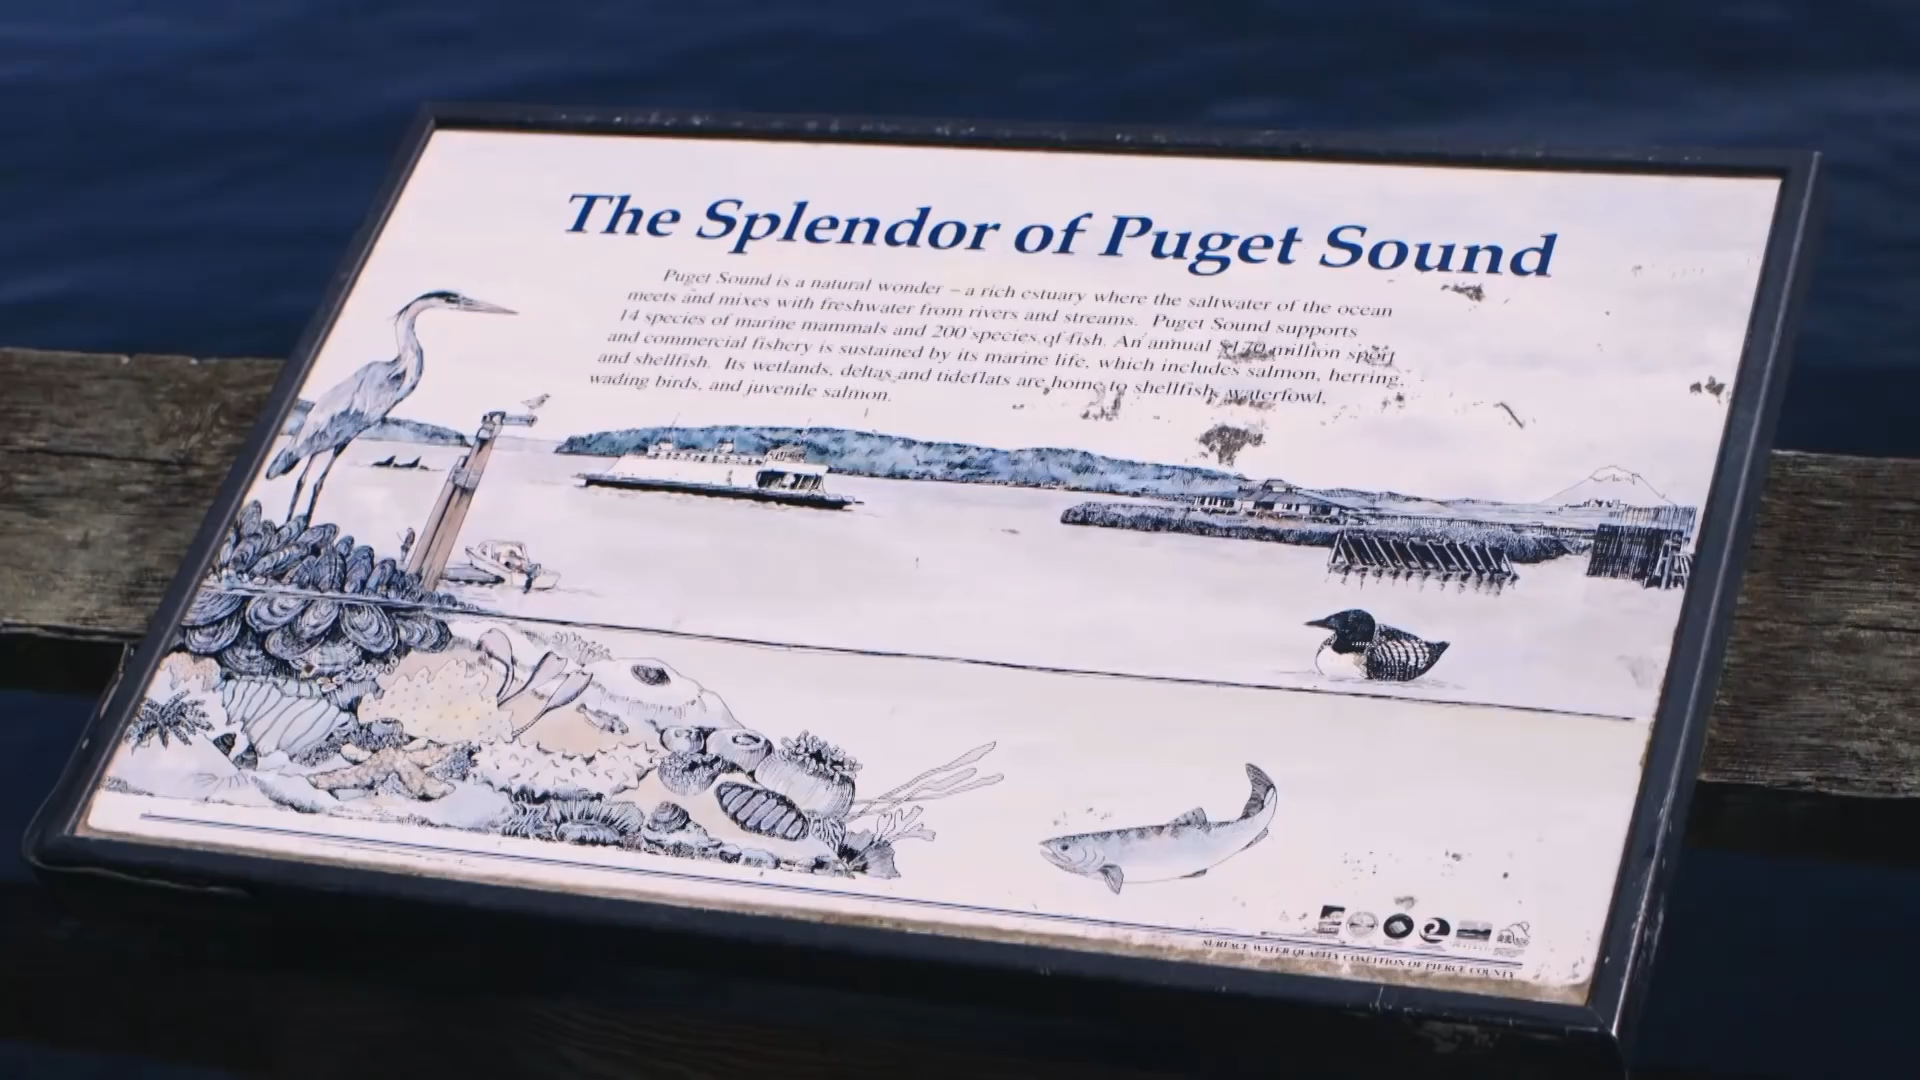 The Splendor of Puget Sound
Puget Sound is a natural wonder – a rich estuary where the saltwater of the ocean
meets and mixes with freshwater from rivers and streams. Puget Sound supports
14 species of marine mammals and 200 species of fish. An annual $170 million sport
and commercial fishery is sustained by its marine life, which includes salmon, herring,
and shellfish. Its wetlands, deltas and tideflats are home to shellfish, waterfowl,
wading birds, and juvenile salmon.
SURFACE WATER QUALITY COALITION OF PIERCE COUNTY